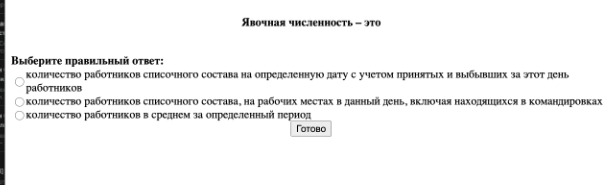 Явочная численность – это
Выберите правильный ответ:
количество работников списочного состава на определенную дату с учетом принятых и выбывших за этот день
работников
количество работников списочного состава, на рабочих местах в данный день, включая находящихся в командировках
количество работников в среднем за определенный период
Готово